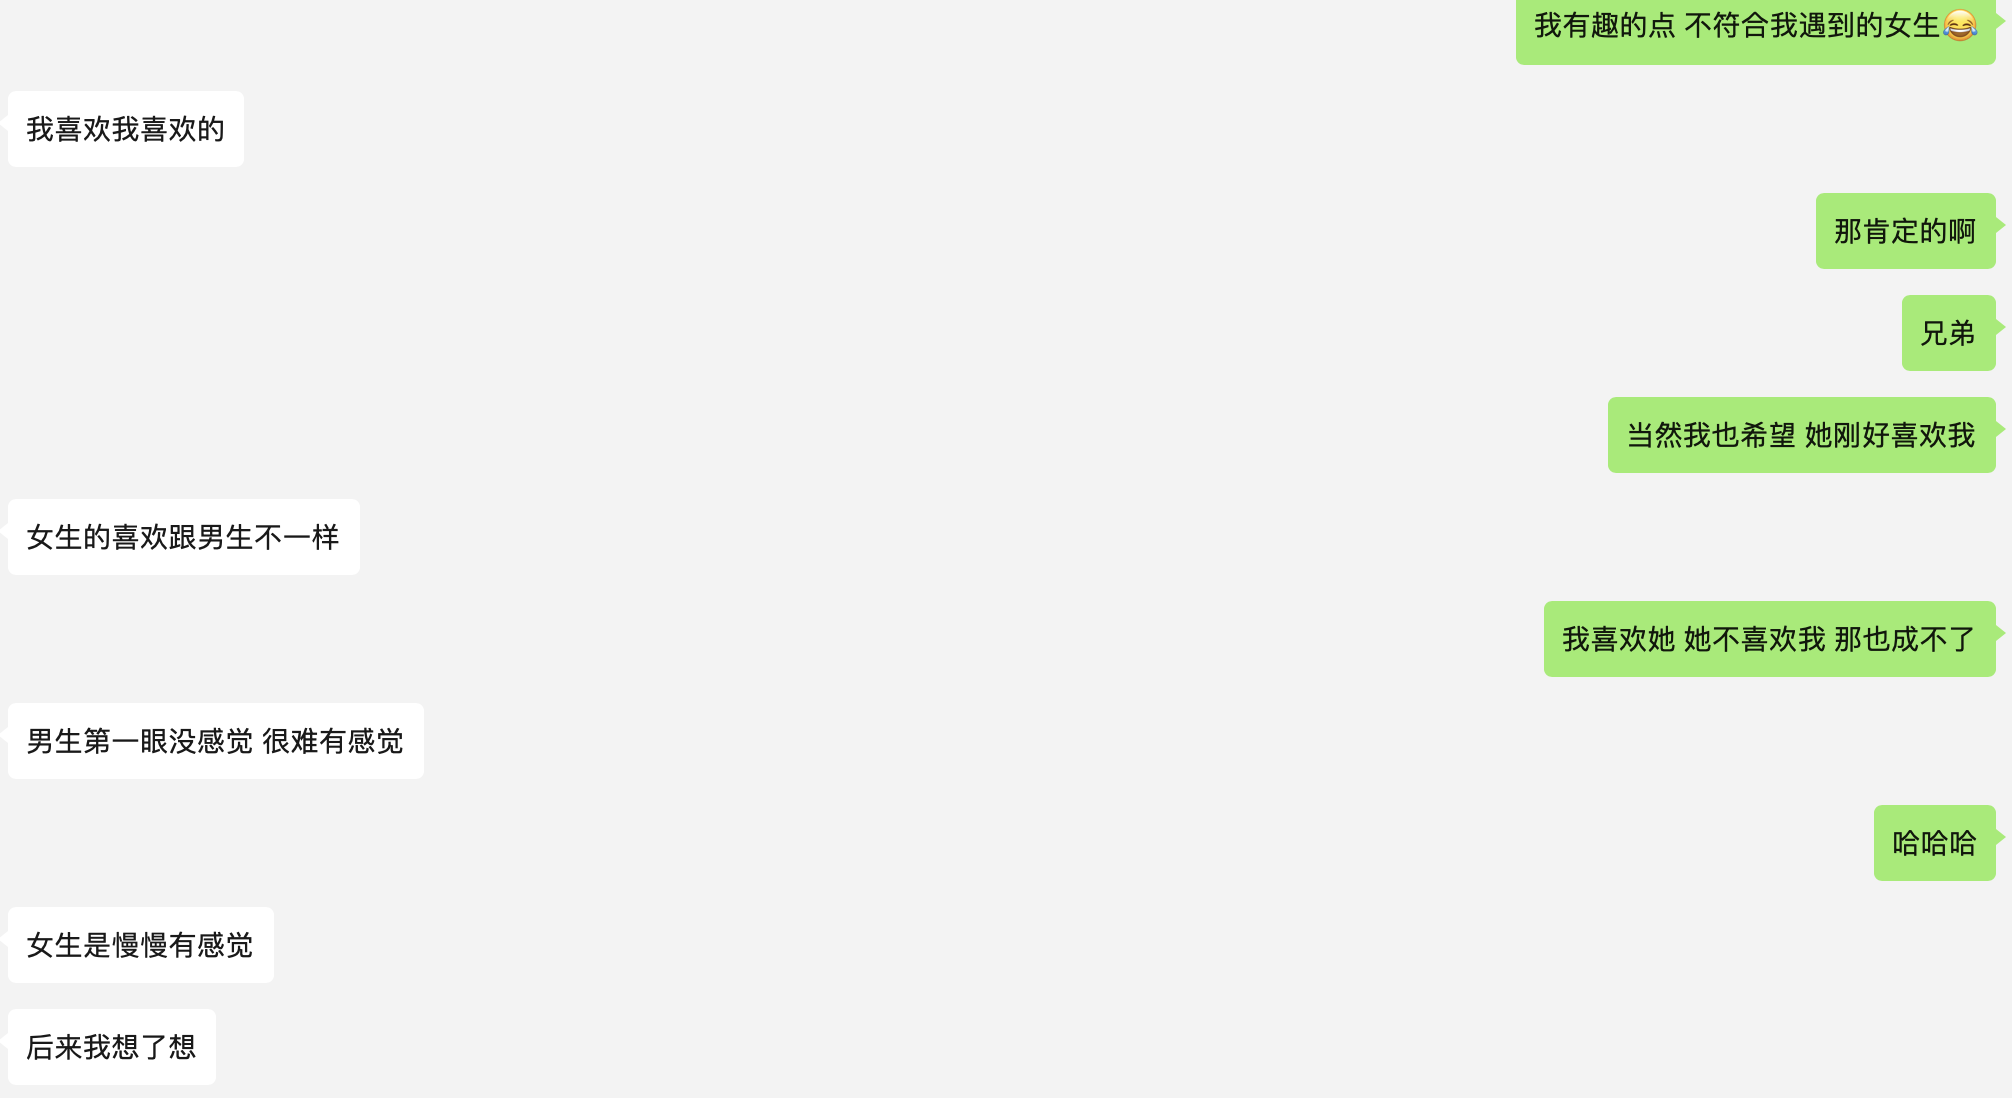 我有趣的点 不符合我遇到的女生😂
我喜欢我喜欢的
那肯定的啊
兄弟
当然我也希望 她刚好喜欢我
女生的喜欢跟男生不一样
我喜欢她 她不喜欢我 那也成不了
男生第一眼没感觉 很难有感觉
哈哈哈
女生是慢慢有感觉
后来我想了想